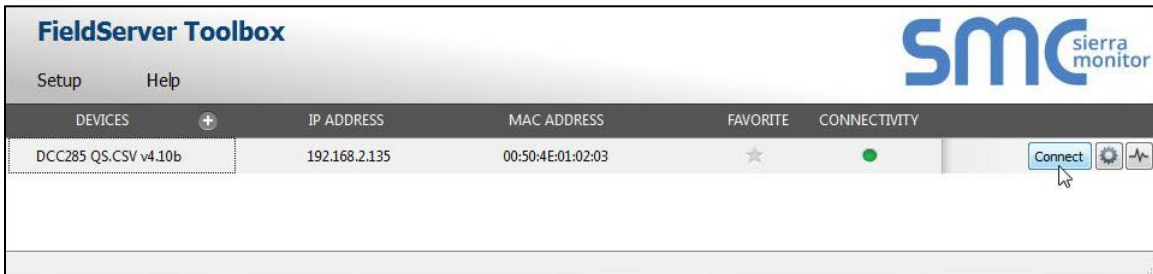 FieldServer Toolbox
SMC sierra monitor
Setup Help
DEVICES IP ADDRESS MAC ADDRESS FAVORITE CONNECTIVITY
DCC285 QS.CSV v4.10b 192.168.2.135 00:50:4E:01:02:03 Connect